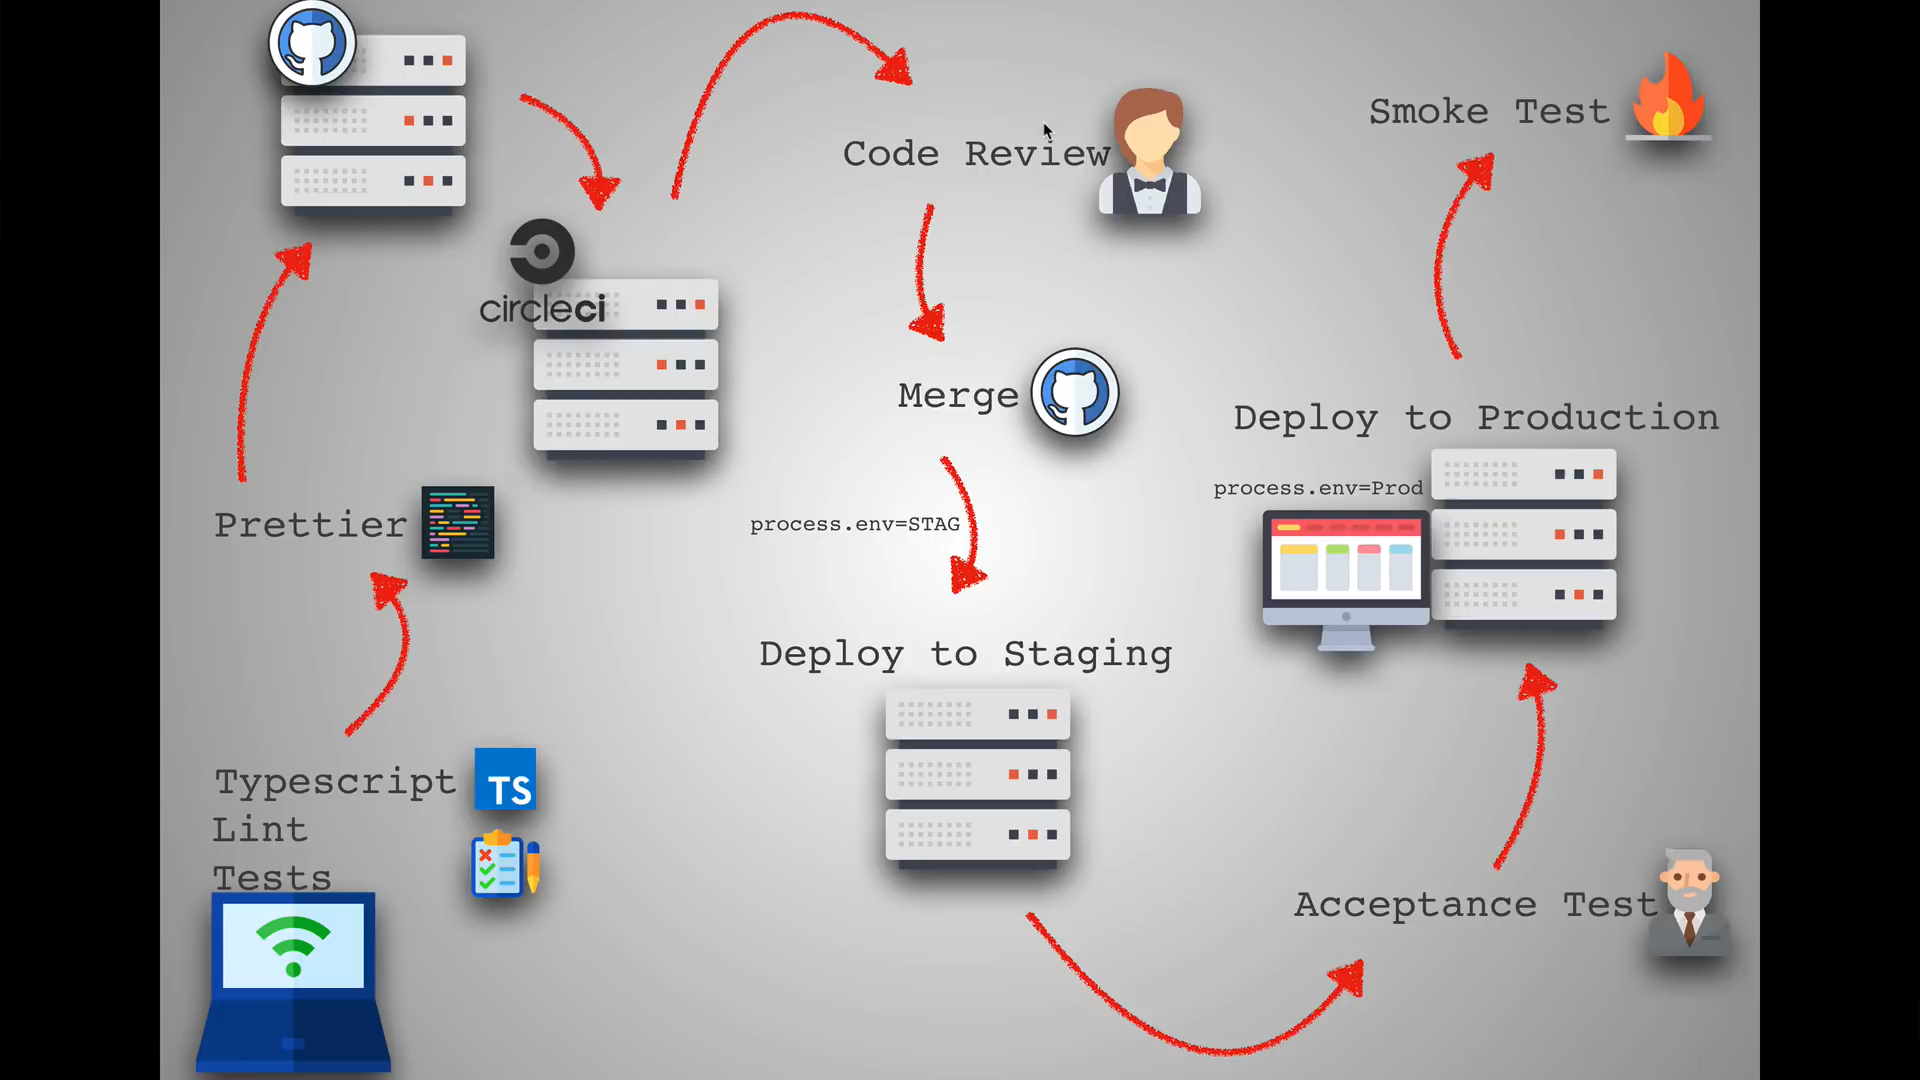 Typescript
TS
Lint
Tests
Prettier
circleci
Code Review
Merge
process.env=STAG
Deploy to Staging
Acceptance Test
Deploy to Production
process.env=Prod
Smoke Test